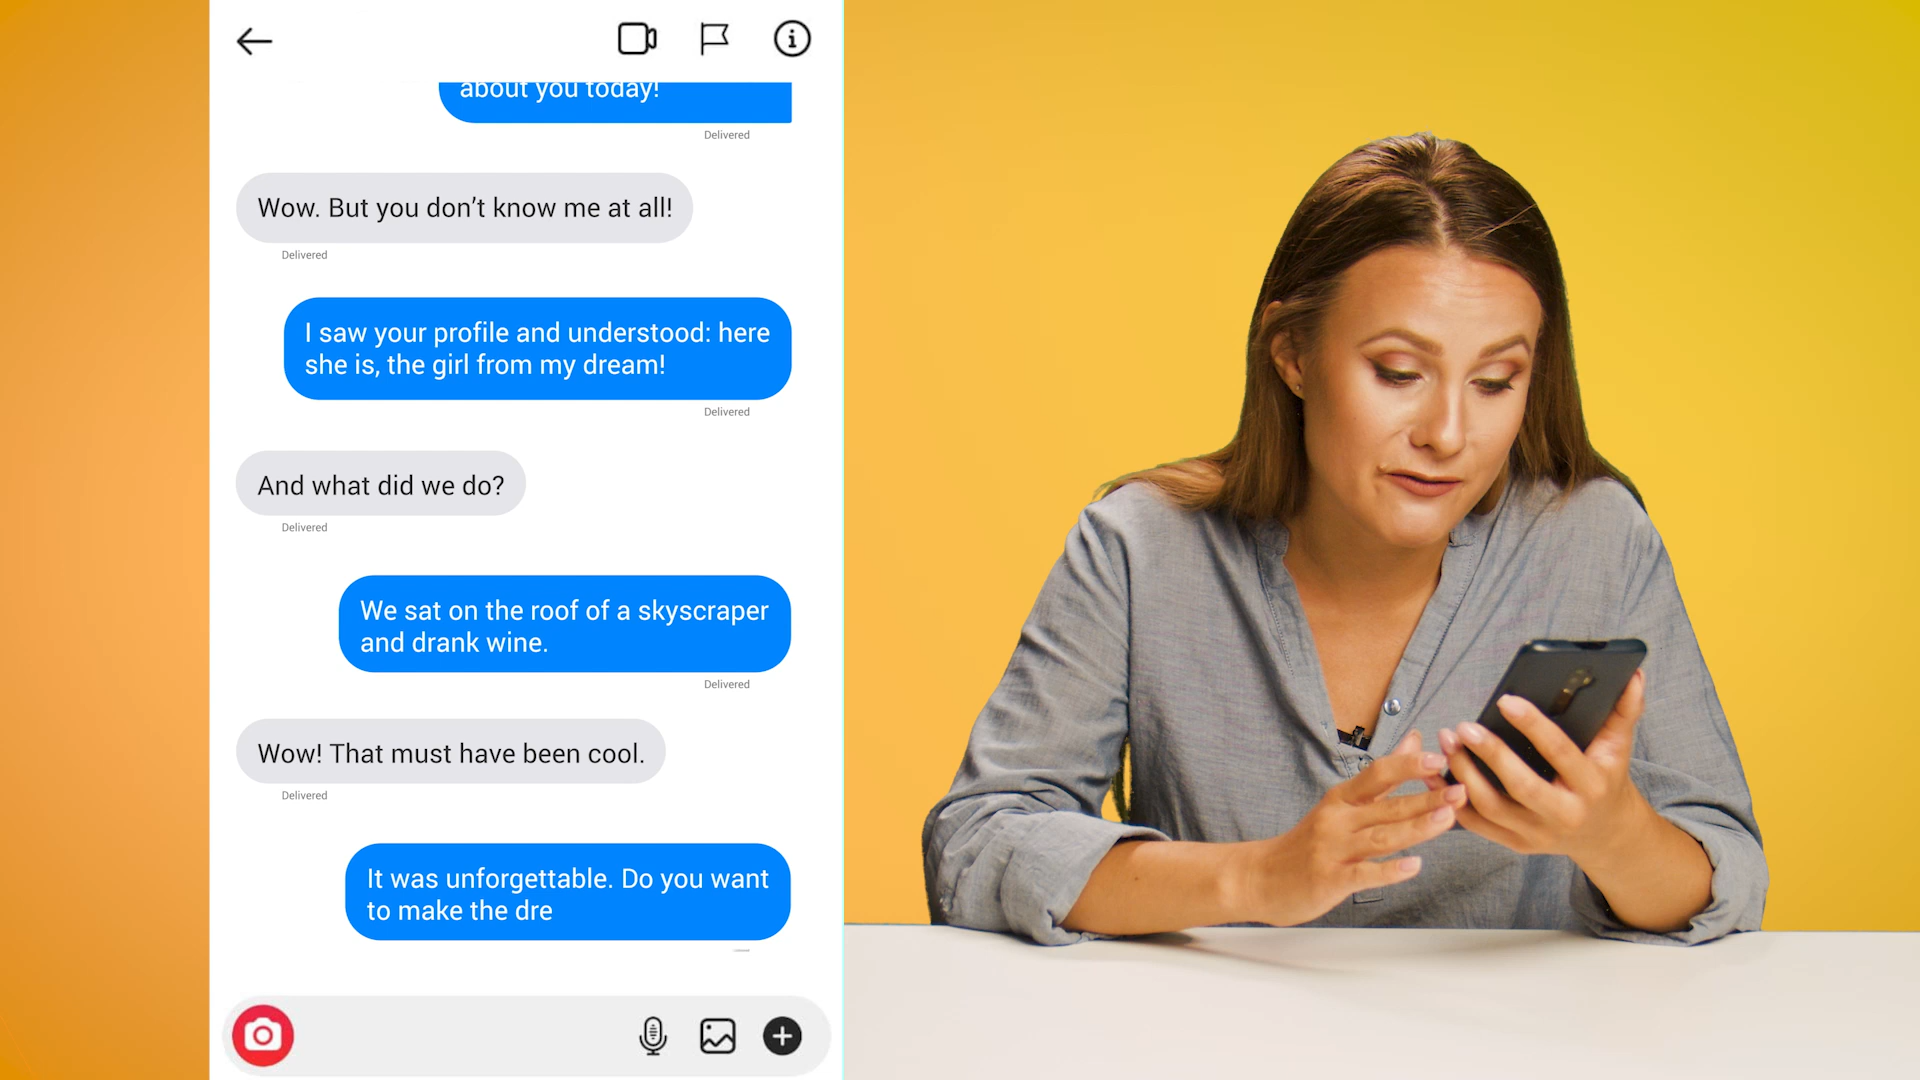 about you today!
Delivered
Wow. But you don’t know me at all!
Delivered
I saw your profile and understood: here
she is, the girl from my dream!
Delivered
And what did we do?
Delivered
We sat on the roof of a skyscraper
and drank wine.
Delivered
Wow! That must have been cool.
Delivered
It was unforgettable. Do you want
to make the dre